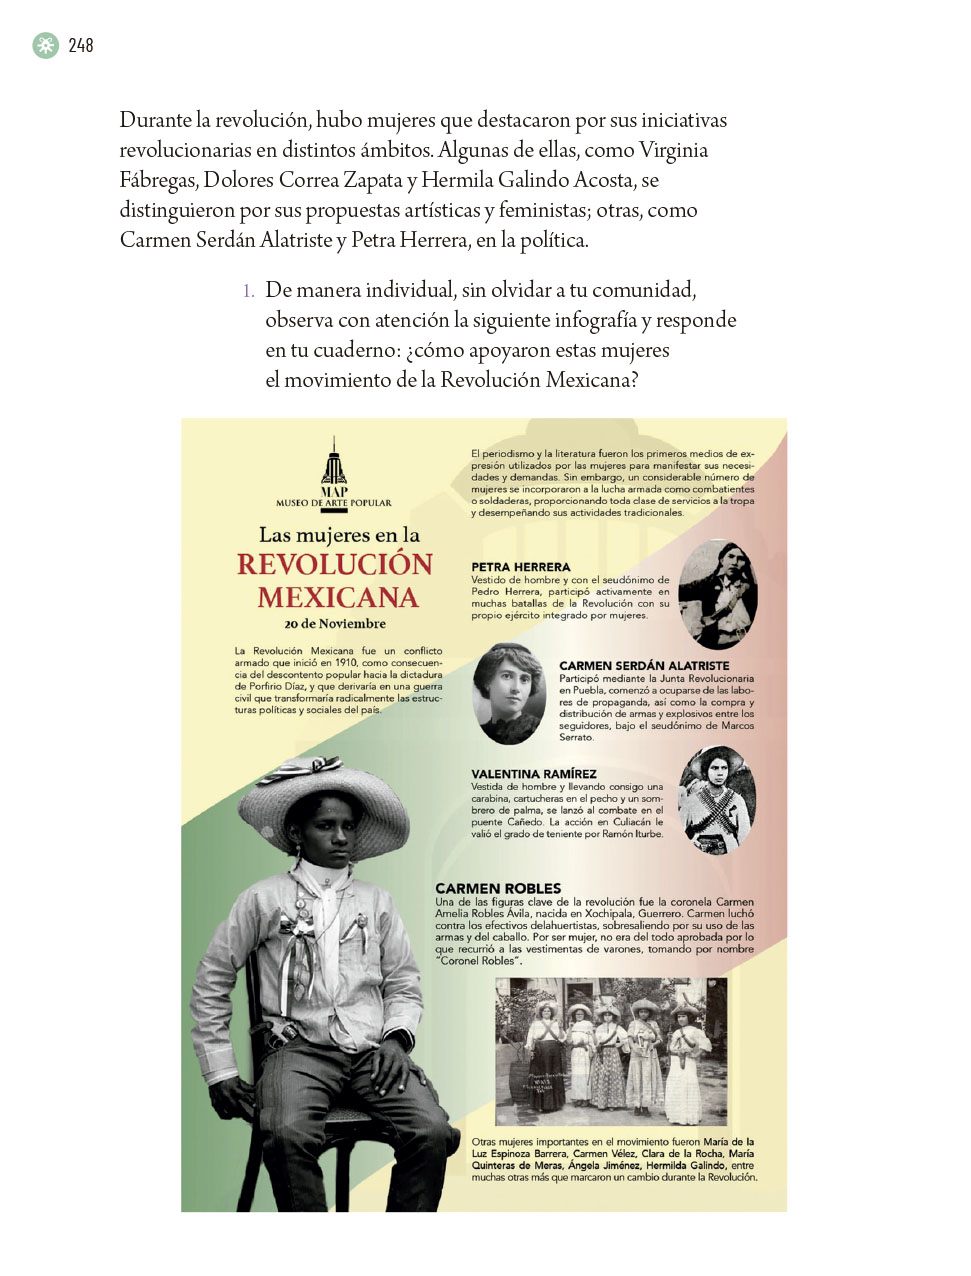 248
Durante la revolución, hubo mujeres que destacaron por sus iniciativas
revolucionarias en distintos ámbitos. Algunas de ellas, como Virginia
Fábregas, Dolores Correa Zapata y Hermila Galindo Acosta, se
distinguieron por sus propuestas artísticas y feministas; otras, como
Carmen Serdán Alatriste y Petra Herrera, en la política.
1. De manera individual, sin olvidar a tu comunidad,
observa con atención la siguiente infografía y responde
en tu cuaderno: ¿cómo apoyaron estas mujeres
el movimiento de la Revolución Mexicana?
MAP
MUSEO DE ARTE POPULAR
Las mujeres en la
REVOLUCIÓN
MEXICANA
20 de Noviembre
La Revolución Mexicana fue un conflicto
armado que inició en 1910, como consecuen-
cia del descontento popular hacia la dictadura
de Porfirio Díaz, y que derivaría en una guerra
civil que transformaría radicalmente las estruc-
turas políticas y sociales del país.
El periodismo y la literatura fueron los primeros medios de ex-
presión utilizados por las mujeres para manifestar sus necesi-
dades y demandas. Sin embargo, un considerable número de
mujeres se incorporaron a la lucha armada como combatientes
o soldaderas, proporcionando toda clase de servicios a la tropa
y desempeñando sus actividades tradicionales.
PETRA HERRERA
Vestido de hombre y con el seudónimo de
Pedro Herrera, participó activamente en
muchas batallas de la Revolución con su
propio ejército integrado por mujeres.
CARMEN SERDÁN ALATRISTE
Participó mediante la Junta Revolucionaria
en Puebla, comenzó a ocuparse de las labo-
res de propaganda, así como la compra y
distribución de armas y explosivos entre los
seguidores, bajo el seudónimo de Marcos
Serrato.
VALENTINA RAMÍREZ
Vestida de hombre y llevando consigo una
carabina, cartucheras en el pecho y un som-
brero de palma, se lanzó al combate en el
puente Cañedo. La acción en Culiacán le
valió el grado de teniente por Ramón Iturbe.
CARMEN ROBLES
Una de las figuras clave de la revolución fue la coronela Carmen
Amelia Robles Ávila, nacida en Xochipala, Guerrero. Carmen luchó
contra los efectivos delahuertistas, sobresaliendo por su uso de las
armas y del caballo. Por ser mujer, no era del todo aprobada por lo
que recurrió a las vestimentas de varones, tomando por nombre
“Coronel Robles”.
Otras mujeres importantes en el movimiento fueron María de la
Luz Espinoza Barrera, Carmen Vélez, Clara de la Rocha, María
Quinteras de Meras, Ángela Jiménez, Hermilda Galindo, entre
muchas otras más que marcaron un cambio durante la Revolución.